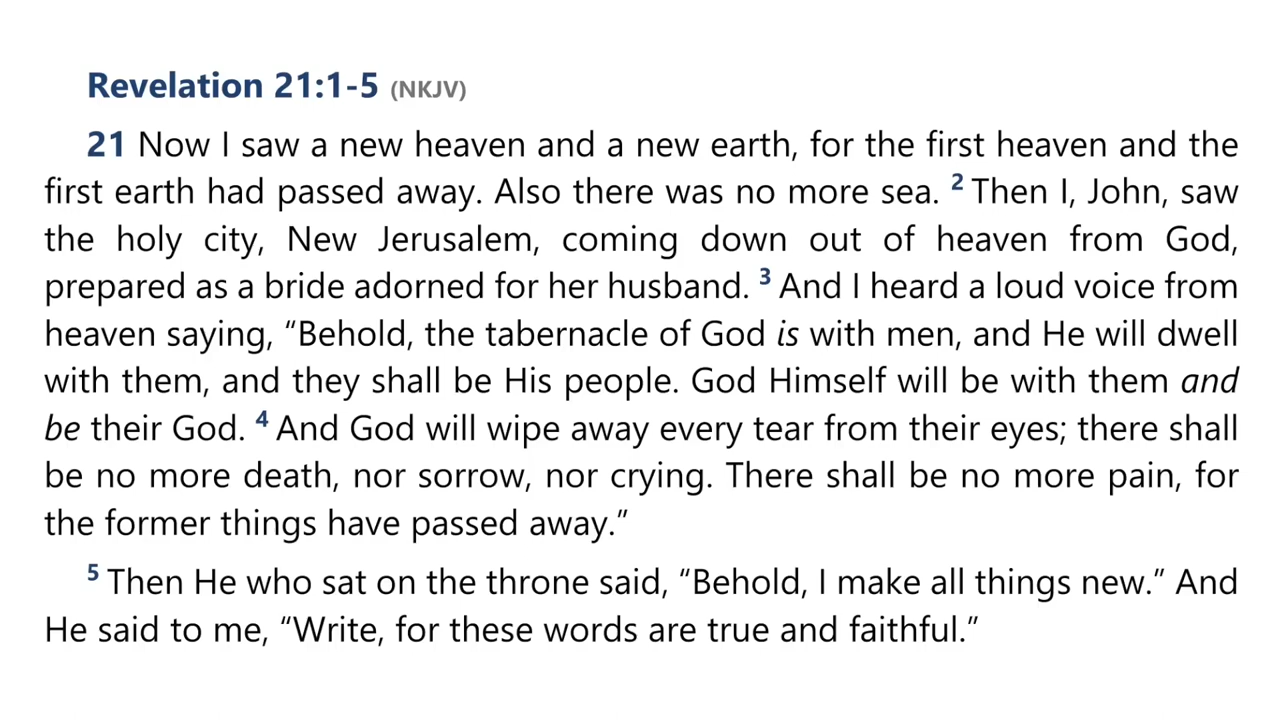 Revelation 21:1-5 (NKJV)
21 Now I saw a new heaven and a new earth, for the first heaven and the
first earth had passed away. Also there was no more sea. 2 Then I, John, saw
the holy city, New Jerusalem, coming down out of heaven from God,
prepared as a bride adorned for her husband. 3 And I heard a loud voice from
heaven saying, “Behold, the tabernacle of God is with men, and He will dwell
with them, and they shall be His people. God Himself will be with them and
be their God. 4 And God will wipe away every tear from their eyes; there shall
be no more death, nor sorrow, nor crying. There shall be no more pain, for
the former things have passed away.”
5 Then He who sat on the throne said, “Behold, I make all things new.” And
He said to me, “Write, for these words are true and faithful.”